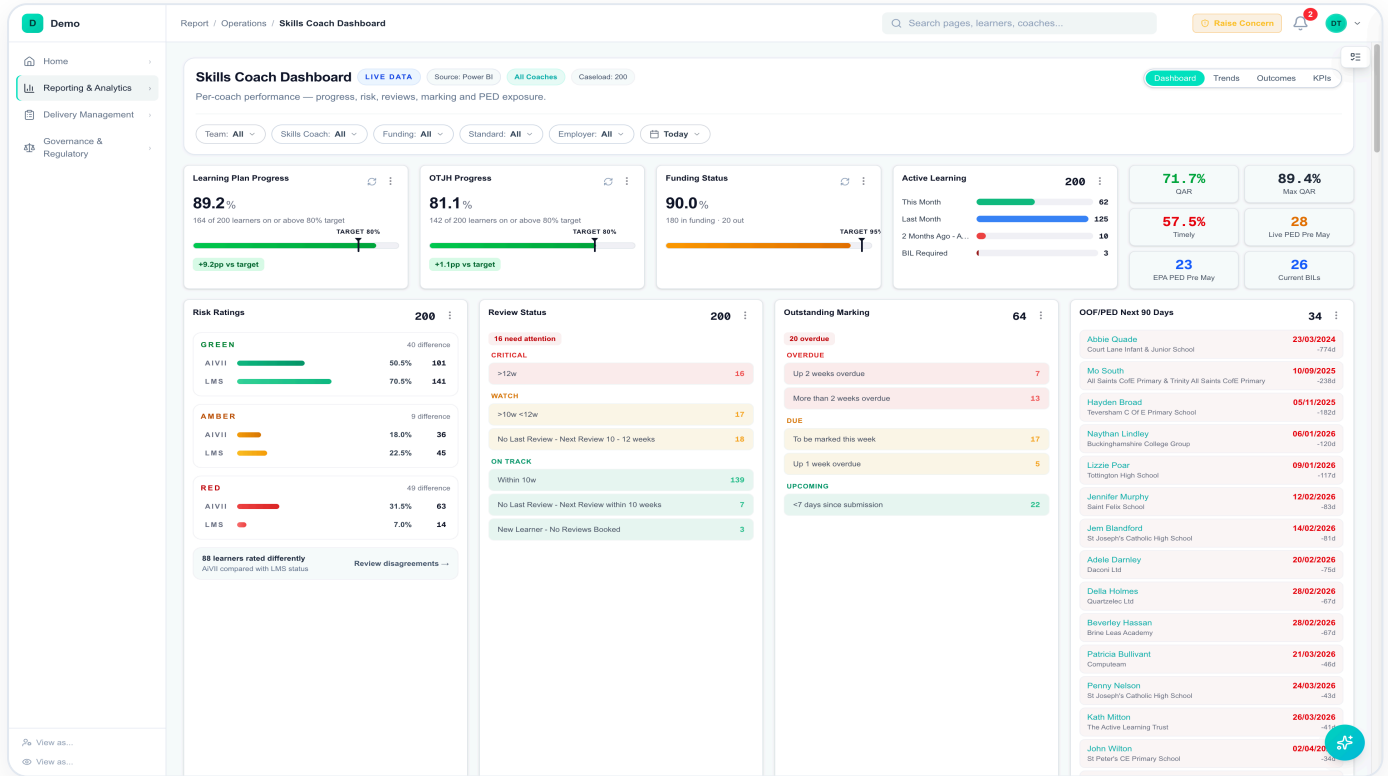 D Demo
Report / Operations / Skills Coach Dashboard
Search pages, learners, coaches...
Raise Concern
2
DT
Home
Reporting & Analytics
Delivery Management
Governance & Regulatory
View as...
View as...
Skills Coach Dashboard LIVE DATA Source: Power BI All Coaches Caseload: 200
Dashboard Trends Outcomes KPIs
Per-coach performance — progress, risk, reviews, marking and PED exposure.
Team: All Skills Coach: All Funding: All Standard: All Employer: All Today
Learning Plan Progress
89.2%
164 of 200 learners on or above 80% target
TARGET 80%
+9.2pp vs target
OTJH Progress
81.1%
142 of 200 learners on or above 80% target
TARGET 80%
+1.1pp vs target
Funding Status
90.0%
180 in funding · 20 out
TARGET 95%
Active Learning 200
This Month 62
Last Month 125
2 Months Ago - A... 10
BIL Required 3
71.7%
QAR
89.4%
Max QAR
57.5%
Timely
28
Live PED Pre May
23
EPA PED Pre May
26
Current BILs
Risk Ratings 200
GREEN 40 difference
AIVII 50.5% 101
LMS 70.5% 141
AMBER 9 difference
AIVII 18.0% 36
LMS 22.5% 45
RED 49 difference
AIVII 31.5% 63
LMS 7.0% 14
88 learners rated differently
AiVII compared with LMS status
Review disagreements →
Review Status 200
16 need attention
CRITICAL
>12w 16
WATCH
>10w <12w 17
No Last Review - Next Review 10 - 12 weeks 18
ON TRACK
Within 10w 139
No Last Review - Next Review within 10 weeks 7
New Learner - No Reviews Booked 3
Outstanding Marking 64
20 overdue
OVERDUE
Up 2 weeks overdue 7
More than 2 weeks overdue 13
DUE
To be marked this week 17
Up 1 week overdue 5
UPCOMING
<7 days since submission 22
OOF/PED Next 90 Days 34
Abbie Quade 23/03/2024
Court Lane Infant & Junior School -774d
Mo South 10/09/2025
All Saints CofE Primary & Trinity All Saints CofE Primary -238d
Hayden Broad 05/11/2025
Teversham C Of E Primary School -182d
Naythan Lindley 06/01/2026
Buckinghamshire College Group -120d
Lizzie Poar 09/01/2026
Tottington High School -117d
Jennifer Murphy 12/02/2026
Saint Felix School -83d
Jem Blandford 14/02/2026
St Joseph's Catholic High School -81d
Adele Darnley 20/02/2026
Daconi Ltd -75d
Della Holmes 28/02/2026
Quartzelec Ltd -67d
Beverley Hassan 28/02/2026
Brine Leas Academy -67d
Patricia Bullivant 21/03/2026
Computeam -46d
Penny Nelson 24/03/2026
St Joseph's Catholic High School -43d
Kath Mitton 26/03/2026
The Active Learning Trust -41d
John Wilton 02/04/20
St Peter's CE Primary School -34d